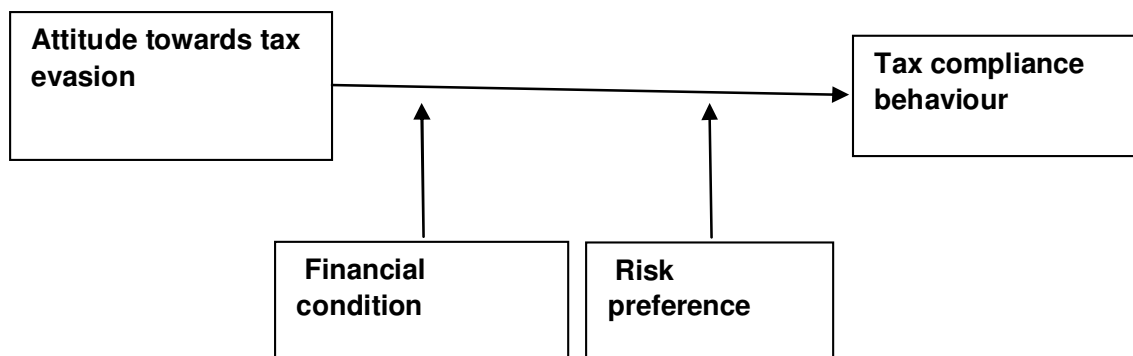 Attitude towards tax
evasion
Tax compliance
behaviour
Financial
condition
Risk
preference